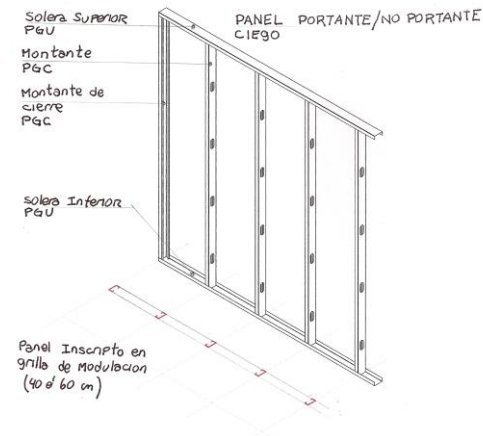 Solera Superior
PGU
PANEL PORTANTE/NO PORTANTE
CIEGO
Montante
PGC
Montante de
cierre
PGC
Solera Inferior
PGU
Panel Inscripto en
grilla de Modulacion
(40 ó 60 cm)